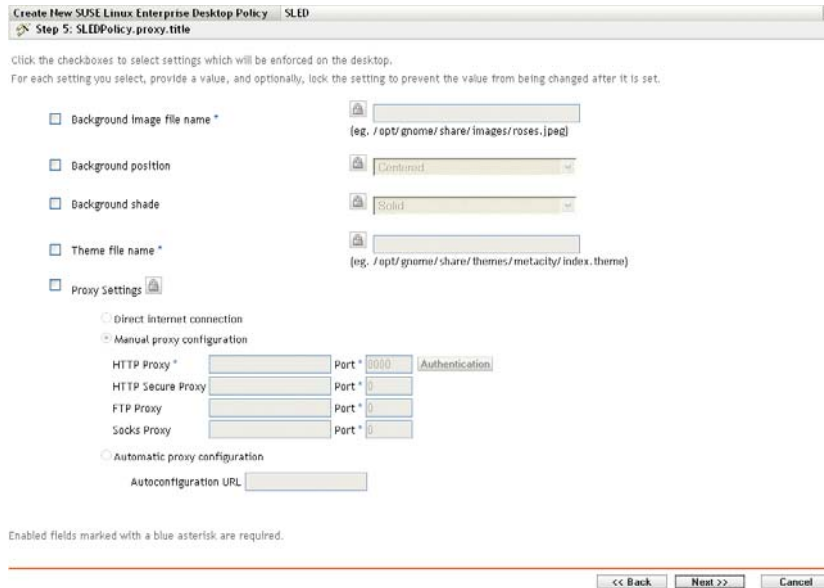 Create New SUSE Linux Enterprise Desktop Policy SLED
Step 5: SLEDPolicy.proxy.title
Click the checkboxes to select settings which will be enforced on the desktop.
For each setting you select, provide a value, and optionally, lock the setting to prevent the value from being changed after it is set.
Background image file name *
(eg. /opt/gnome/share/images/roses.jpeg)
Background position Centered
Background shade Solid
Theme file name *
(eg. /opt/gnome/share/themes/metacity/index.theme)
Proxy Settings
Direct internet connection
Manual proxy configuration
HTTP Proxy * Port * 8080 Authentication
HTTP Secure Proxy Port * 0
FTP Proxy Port * 0
Socks Proxy Port * 0
Automatic proxy configuration
Autoconfiguration URL
Enabled fields marked with a blue asterisk are required.
<< Back Next >> Cancel